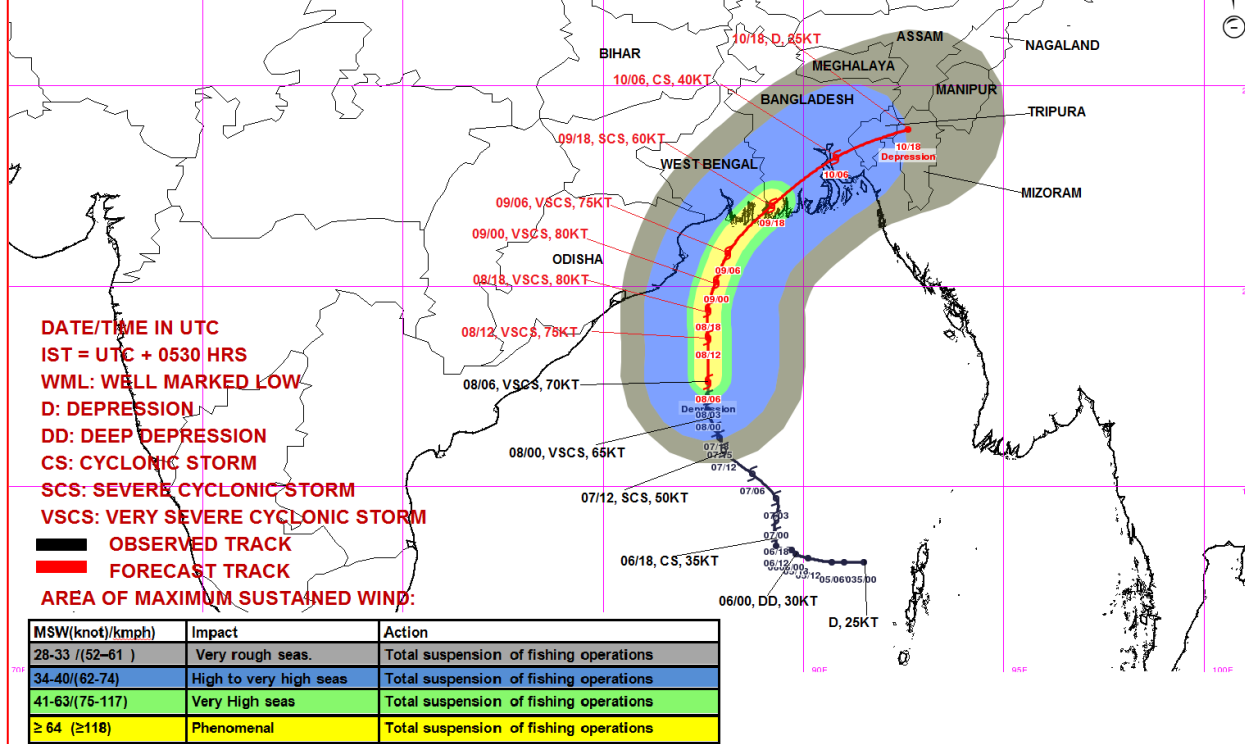 10/18, D, 25KT
ASSAM
NAGALAND
BIHAR
MEGHALAYA
10/06, CS, 40KT
MANIPUR
BANGLADESH
TRIPURA
09/18, SCS, 60KT
10/18
Depression
WEST BENGAL
10/06
MIZORAM
09/06, VSCS, 75KT
09/18
09/00, VSCS, 80KT
ODISHA
09/06
08/18, VSCS, 80KT
09/00
08/12, VSCS, 75KT
08/18
08/12
08/06, VSCS, 70KT
08/06
Depression
08/03
08/00
08/00, VSCS, 65KT
07/12
07/12, SCS, 50KT
07/06
07/03
07/00
06/18, CS, 35KT
06/18
06/12
05/12
05/06
06/00, DD, 30KT
D, 25KT
DATE/TIME IN UTC
IST = UTC + 0530 HRS
WML: WELL MARKED LOW
D: DEPRESSION
DD: DEEP DEPRESSION
CS: CYCLONIC STORM
SCS: SEVERE CYCLONIC STORM
VSCS: VERY SEVERE CYCLONIC STORM
OBSERVED TRACK
FORECAST TRACK
AREA OF MAXIMUM SUSTAINED WIND:
MSW(knot)/kmph) Impact Action
28-33 /(52–61 ) Very rough seas. Total suspension of fishing operations
34-40/(62-74) High to very high seas Total suspension of fishing operations
41-63/(75-117) Very High seas Total suspension of fishing operations
≥ 64 (≥118) Phenomenal Total suspension of fishing operations
70E
90E
95E
100E